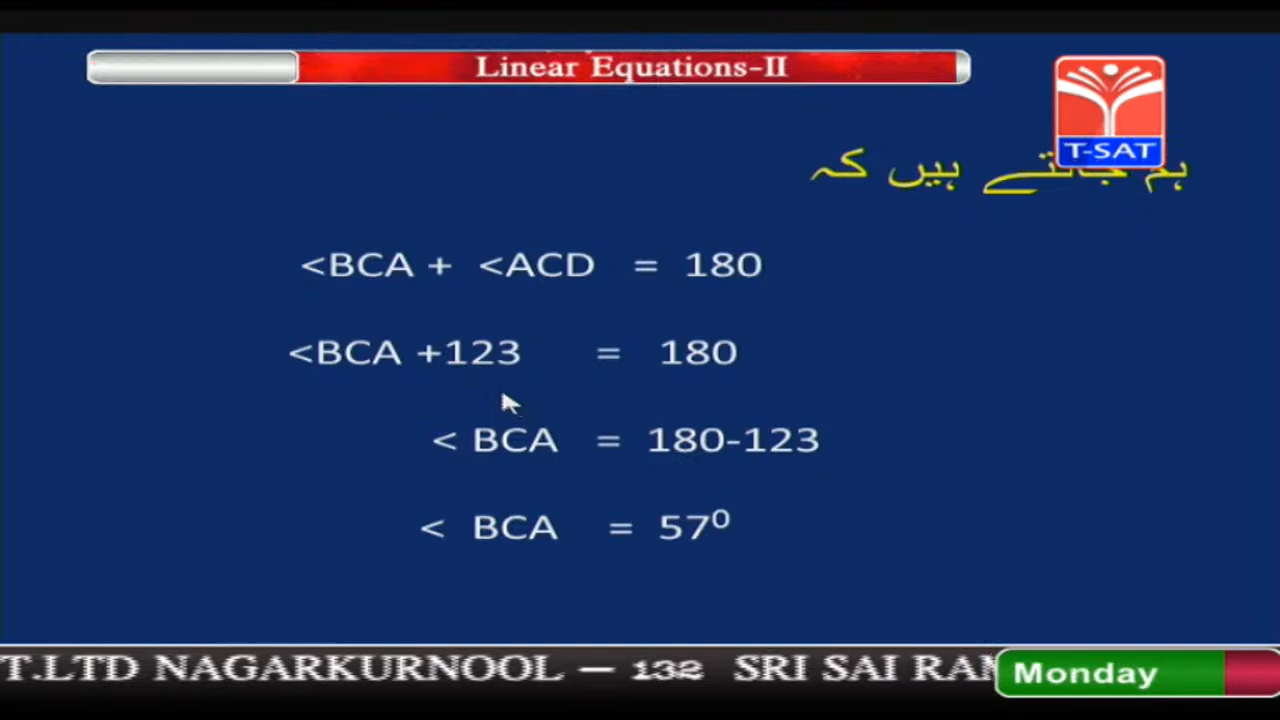 Linear Equations-II
T-SAT
ہم جانتے ہیں کہ
<BCA + <ACD = 180
<BCA +123 = 180
< BCA = 180-123
< BCA = 57⁰
T.LTD NAGARKURNOOL – 132 SRI SAI RAM
Monday